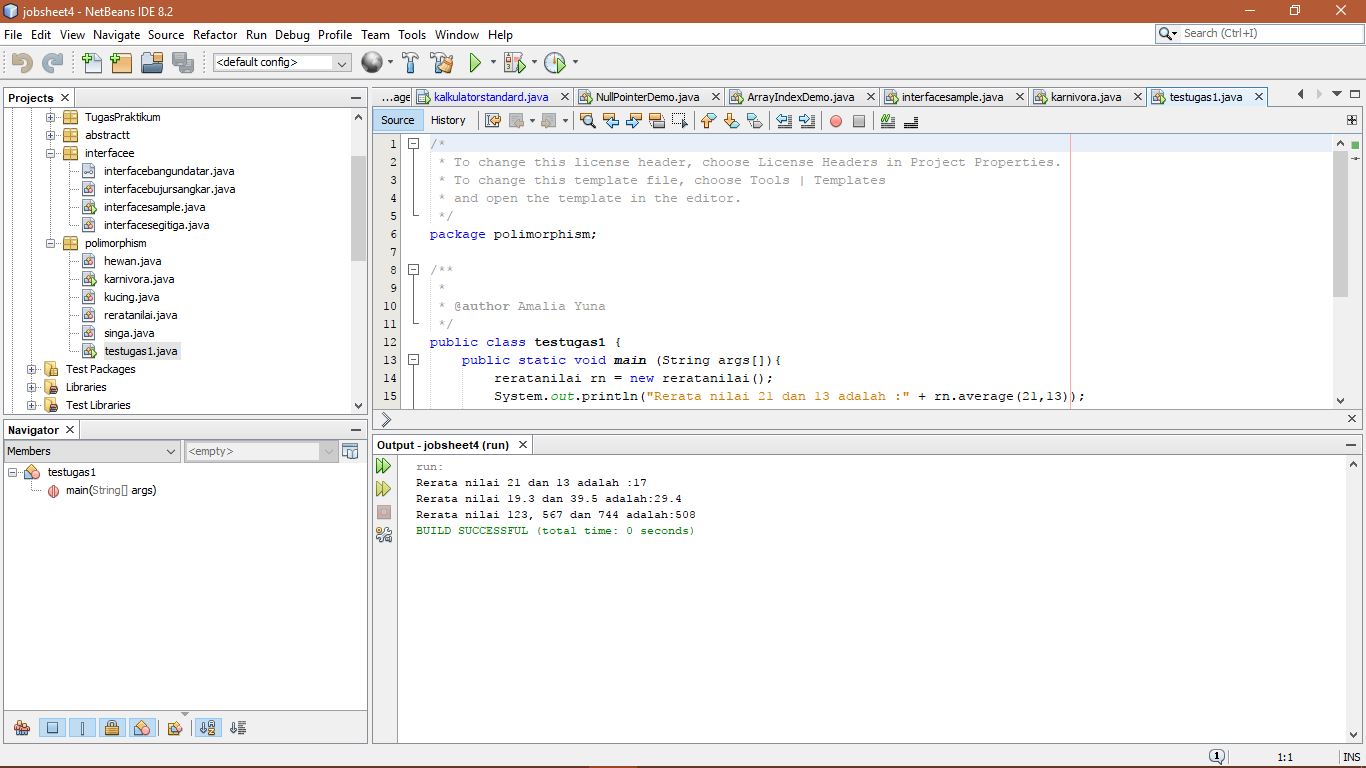 jobsheet4 - NetBeans IDE 8.2
File Edit View Navigate Source Refactor Run Debug Profile Team Tools Window Help
Search (Ctrl+I)
<default config>
Projects
TugasPraktikum
abstractt
interfacee
interfacebangundatar.java
interfacebujursangkar.java
interfacesample.java
interfacesegitiga.java
polimorphism
hewan.java
karnivora.java
kucing.java
reratanilai.java
singa.java
testugas1.java
Test Packages
Libraries
Test Libraries
Navigator
Members
<empty>
testugas1
main(String[] args)
...age kalkulatorstandard.java NullPointerDemo.java ArrayIndexDemo.java interfacesample.java karnivora.java testugas1.java
Source History
1 /*
2 * To change this license header, choose License Headers in Project Properties.
3 * To change this template file, choose Tools | Templates
4 * and open the template in the editor.
5 */
6 package polimorphism;
7
8 /**
9 *
10 * @author Amalia Yuna
11 */
12 public class testugas1 {
13 public static void main (String args[]){
14 reratanilai rn = new reratanilai();
15 System.out.println("Rerata nilai 21 dan 13 adalah :" + rn.average(21,13));
Output - jobsheet4 (run)
run:
Rerata nilai 21 dan 13 adalah :17
Rerata nilai 19.3 dan 39.5 adalah:29.4
Rerata nilai 123, 567 dan 744 adalah:508
BUILD SUCCESSFUL (total time: 0 seconds)
1
1:1
INS